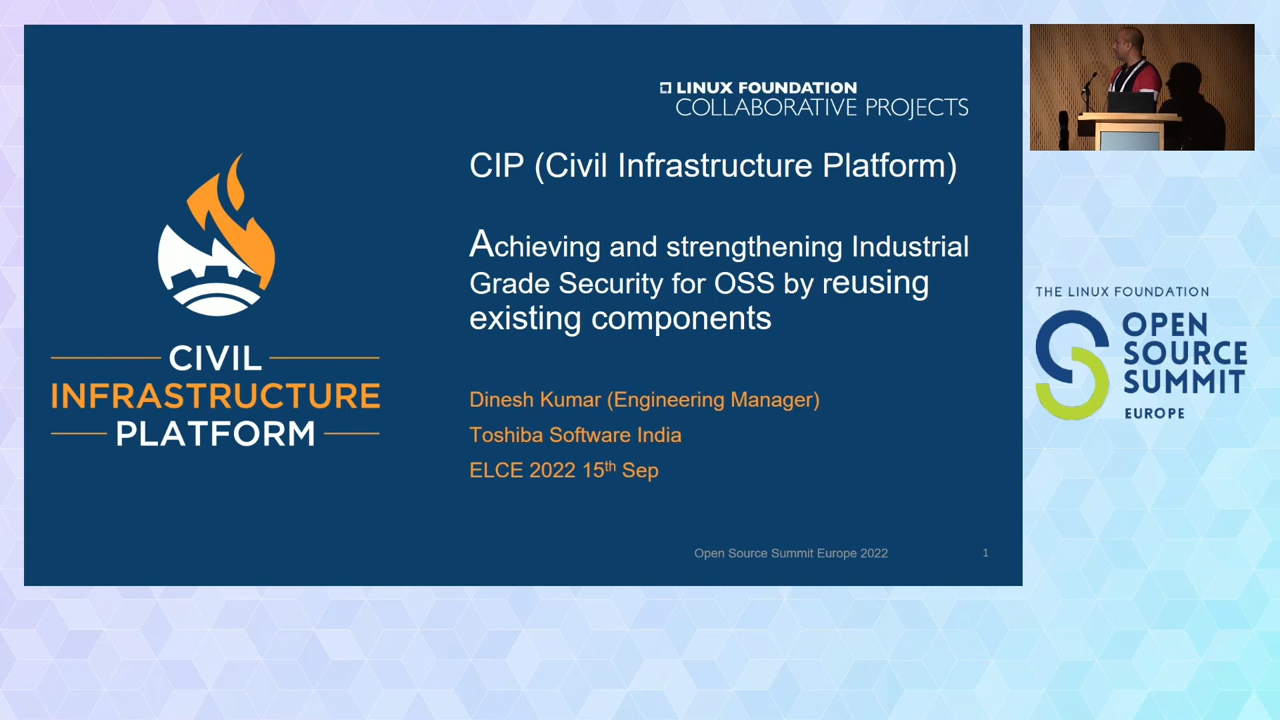 LINUX FOUNDATION
COLLABORATIVE PROJECTS
CIP (Civil Infrastructure Platform)
Achieving and strengthening Industrial
Grade Security for OSS by reusing
existing components
CIVIL
INFRASTRUCTURE
PLATFORM
Dinesh Kumar (Engineering Manager)
Toshiba Software India
ELCE 2022 15th Sep
Open Source Summit Europe 2022
1
THE LINUX FOUNDATION
OPEN
SOURCE
SUMMIT
EUROPE